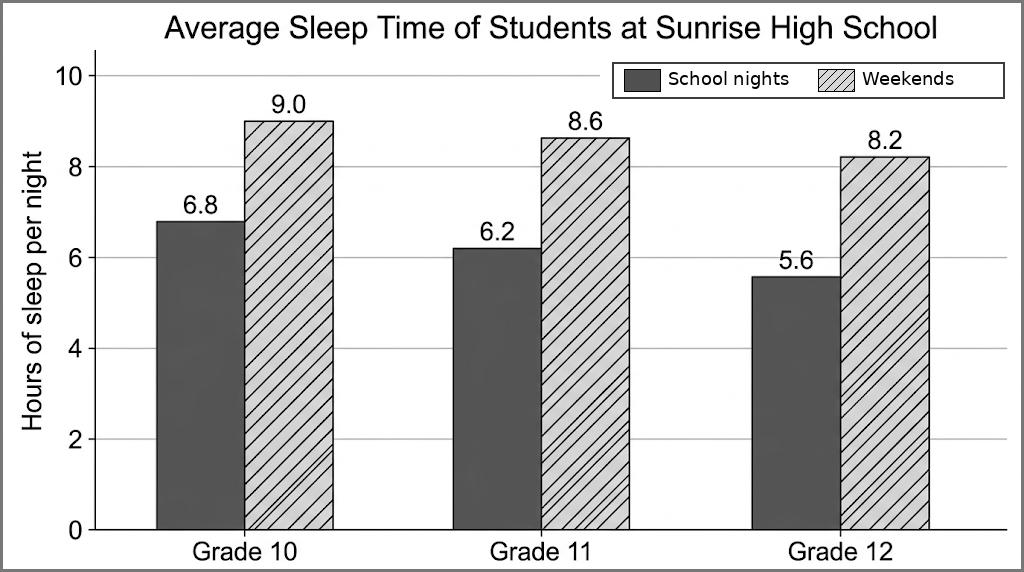 Average Sleep Time of Students at Sunrise High School
School nights Weekends
Hours of sleep per night
10
8
6
4
2
0
6.8 9.0 6.2 8.6 5.6 8.2
Grade 10 Grade 11 Grade 12